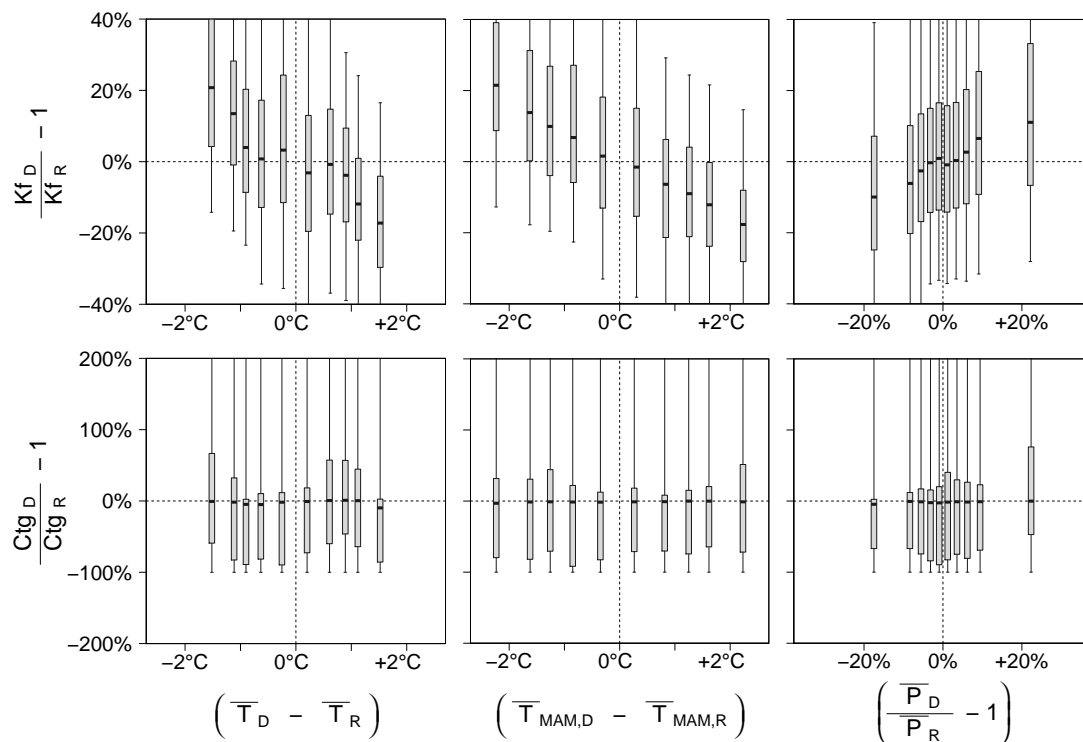 40%
20%
0%
−20%
−40%
Kf D
Kf R
− 1
−2°C 0°C +2°C
−2°C 0°C +2°C
−20% 0% +20%
200%
100%
0%
−100%
−200%
Ctg D
Ctg R
− 1
−2°C 0°C +2°C
−2°C 0°C +2°C
−20% 0% +20%
( T D − T R )
( T MAM,D − T MAM,R )
( P D / P R − 1 )